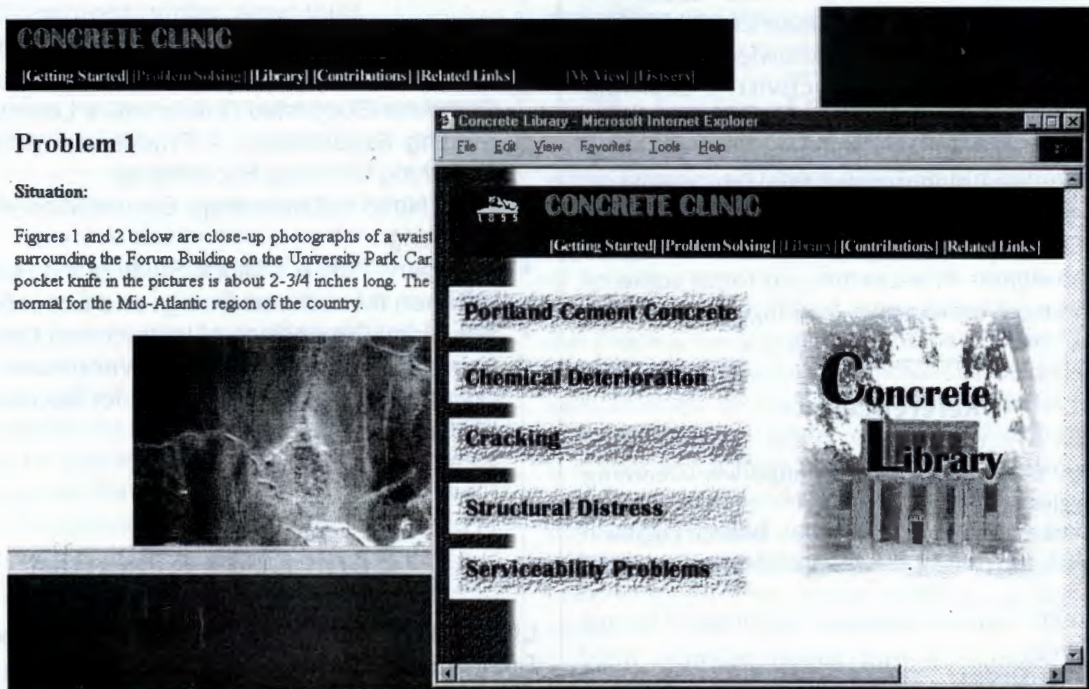 CONCRETE CLINIC
[Getting Started] [Problem Solving] [Library] [Contributions] [Related Links] [My View] [Listserv]
Problem 1
Situation:
Figures 1 and 2 below are close-up photographs of a waist
surrounding the Forum Building on the University Park Car
pocket knife in the pictures is about 2-3/4 inches long. The
normal for the Mid-Atlantic region of the country.
Concrete Library - Microsoft Internet Explorer
File Edit View Favorites Tools Help
1855
CONCRETE CLINIC
[Getting Started] [Problem Solving] [Library] [Contributions] [Related Links]
Portland Cement Concrete
Chemical Deterioration
Cracking
Structural Distress
Serviceability Problems
Concrete
Library